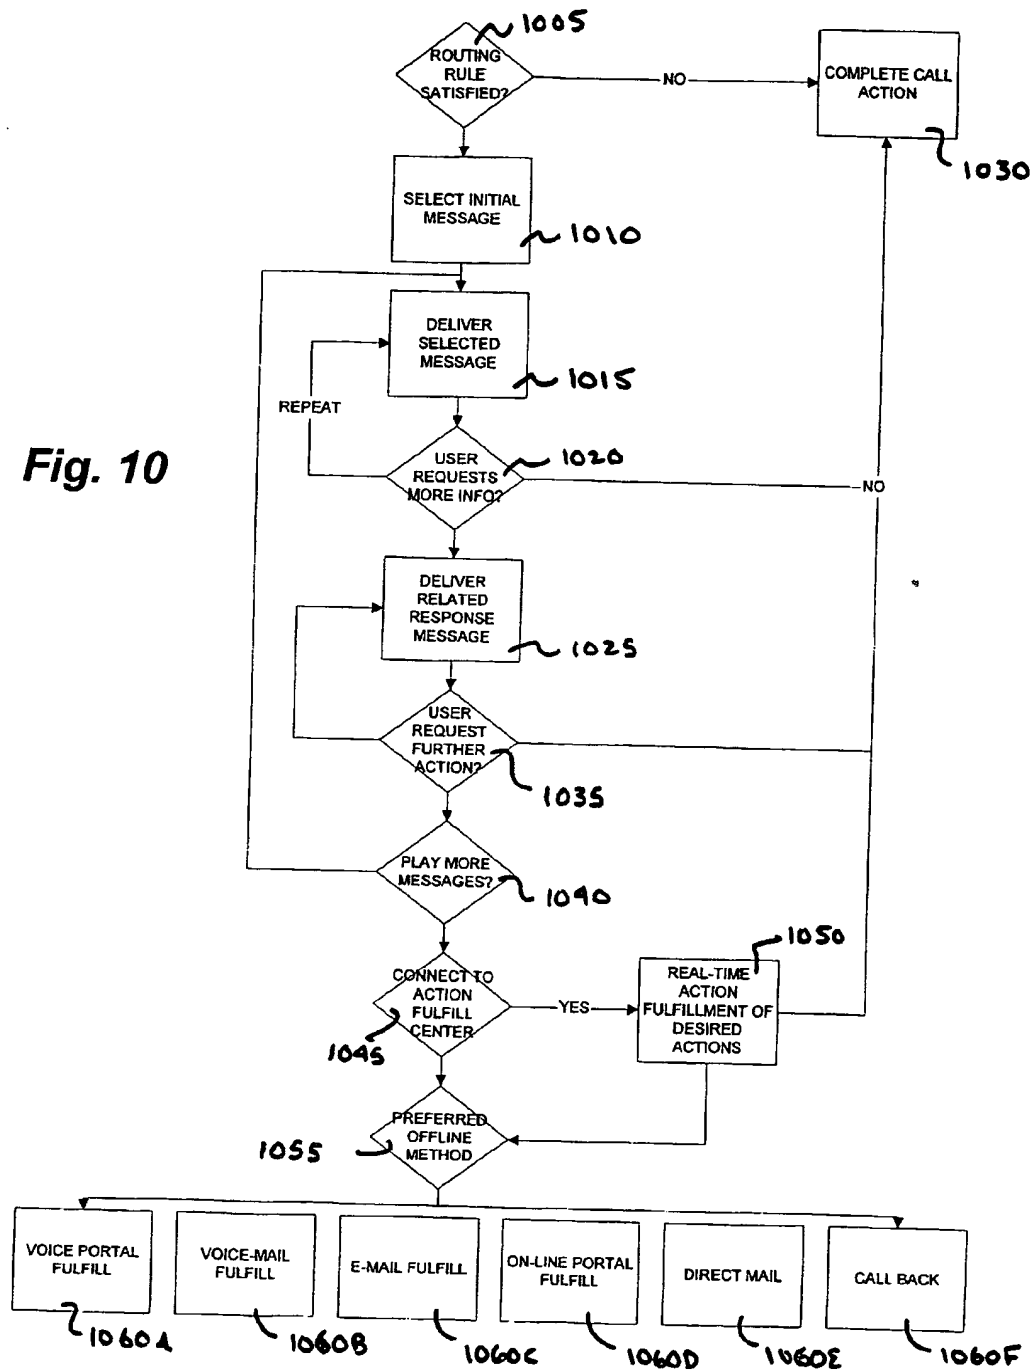 1005
ROUTING
RULE
SATISFIED?
NO
COMPLETE CALL
ACTION
1030
SELECT INITIAL
MESSAGE
1010
DELIVER
SELECTED
MESSAGE
1015
REPEAT
Fig. 10
USER
REQUESTS
MORE INFO?
1020
NO
DELIVER
RELATED
RESPONSE
MESSAGE
1025
USER
REQUEST
FURTHER
ACTION?
1035
PLAY MORE
MESSAGES?
1040
CONNECT TO
ACTION
FULFILL
CENTER
1045
YES
1050
REAL-TIME
ACTION
FULFILLMENT OF
DESIRED
ACTIONS
PREFERRED
OFFLINE
METHOD
1055
VOICE PORTAL
FULFILL
VOICE-MAIL
FULFILL
E-MAIL FULFILL
ON-LINE PORTAL
FULFILL
DIRECT MAIL
CALL BACK
1060A
1060B
1060C
1060D
1060E
1060F